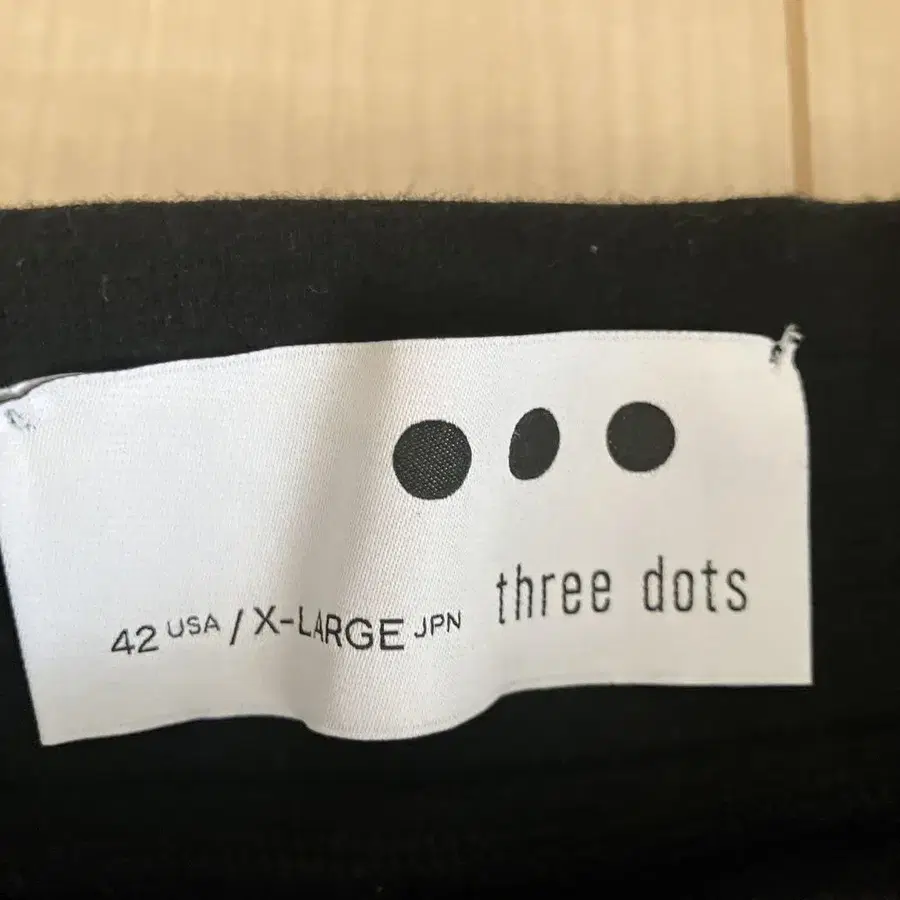 three dots
42 USA / X-LARGE JPN